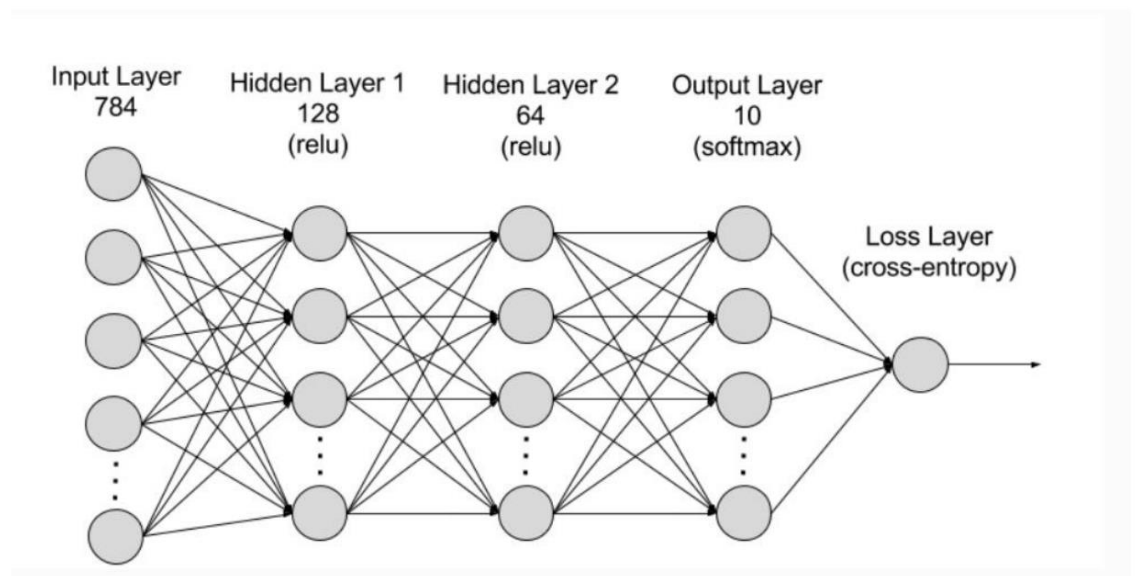 Input Layer
784
Hidden Layer 1
128
(relu)
Hidden Layer 2
64
(relu)
Output Layer
10
(softmax)
Loss Layer
(cross-entropy)